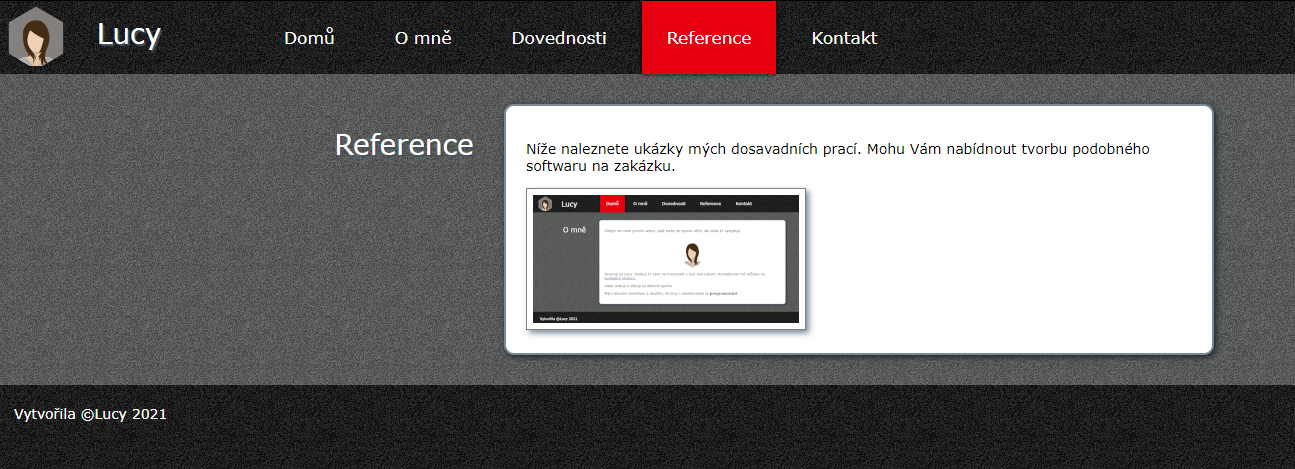 Lucy
Domů
O mně
Dovednosti
Reference
Kontakt
Reference
Níže naleznete ukázky mých dosavadních prací. Mohu Vám nabídnout tvorbu podobného
softwaru na zakázku.
Lucy
Domů
O mně
Dovednosti
Reference
Kontakt
O mně
Vytvořila ©Lucy 2021
Vytvořila ©Lucy 2021